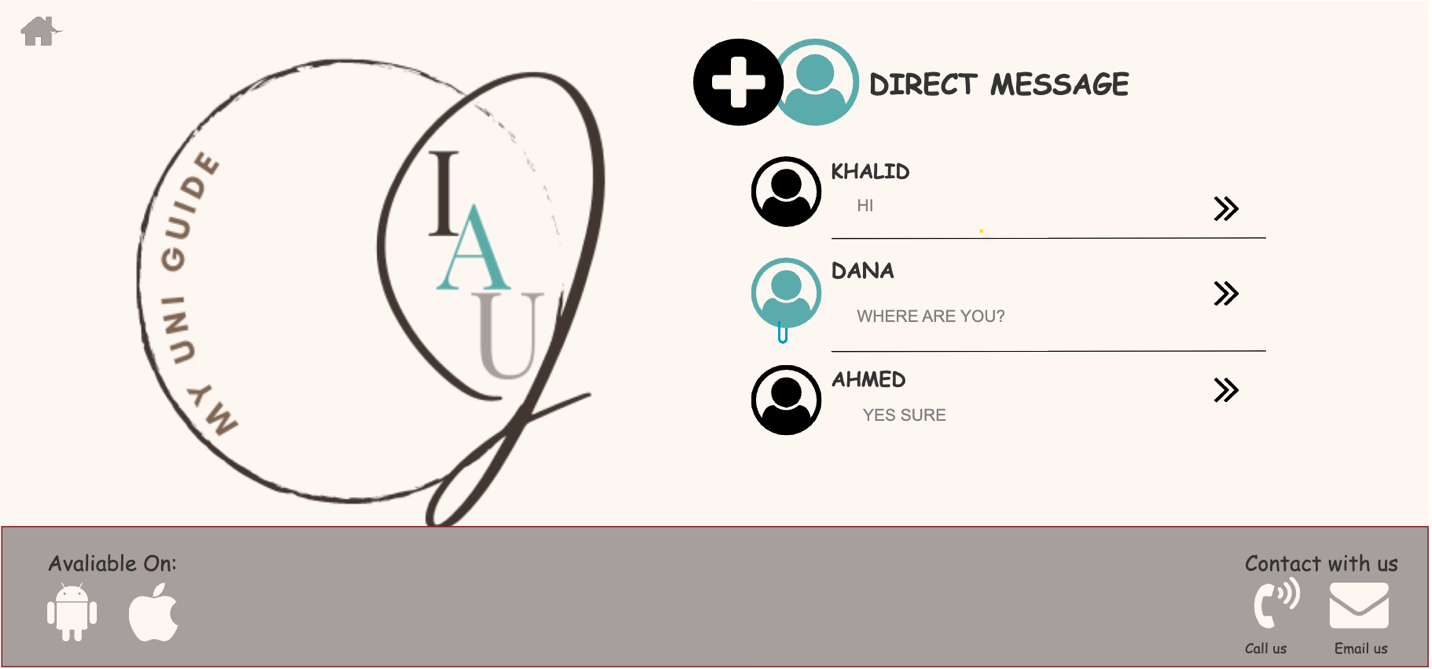 MY UNI GUIDE
I
A
U
DIRECT MESSAGE
KHALID
HI
DANA
WHERE ARE YOU?
AHMED
YES SURE
Avaliable On:
Contact with us
Call us
Email us